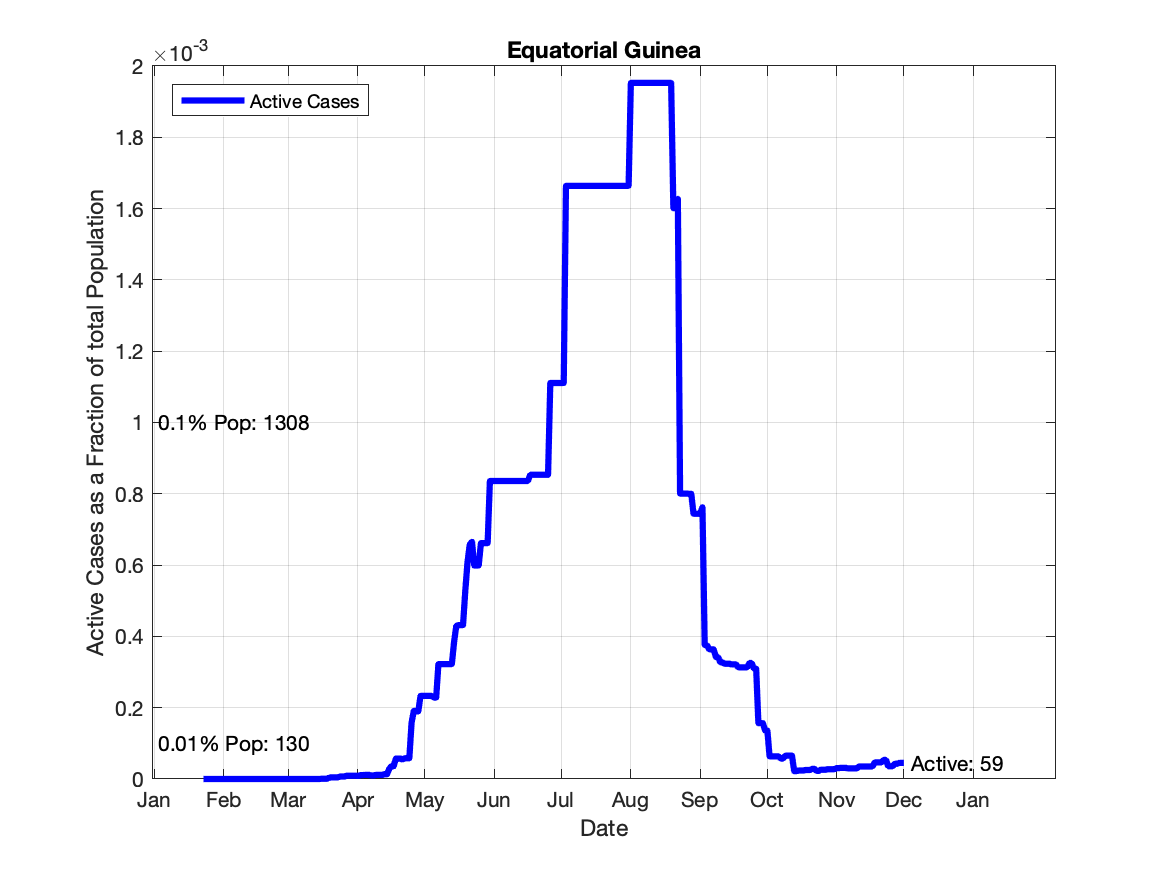 ×10-3
Equatorial Guinea
Active Cases
2
1.8
1.6
1.4
1.2
1
0.8
0.6
0.4
0.2
0
Active Cases as a Fraction of total Population
0.1% Pop: 1308
0.01% Pop: 130
Active: 59
Jan Feb Mar Apr May Jun Jul Aug Sep Oct Nov Dec Jan
Date